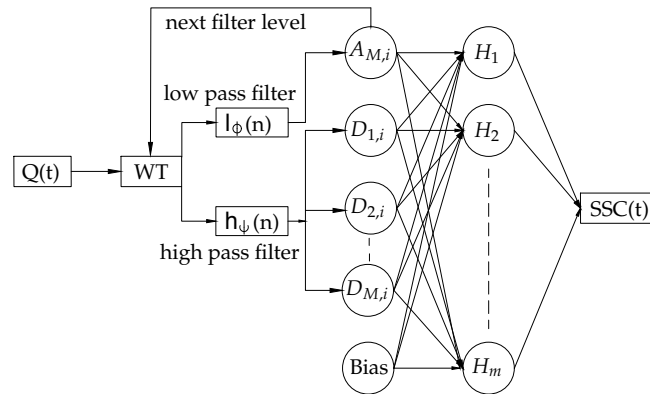 next filter level
A_{M,i}
H_1
low pass filter
l_ϕ(n)
D_{1,i}
H_2
Q(t)
WT
D_{2,i}
SSC(t)
h_ψ(n)
high pass filter
D_{M,i}
Bias
H_m